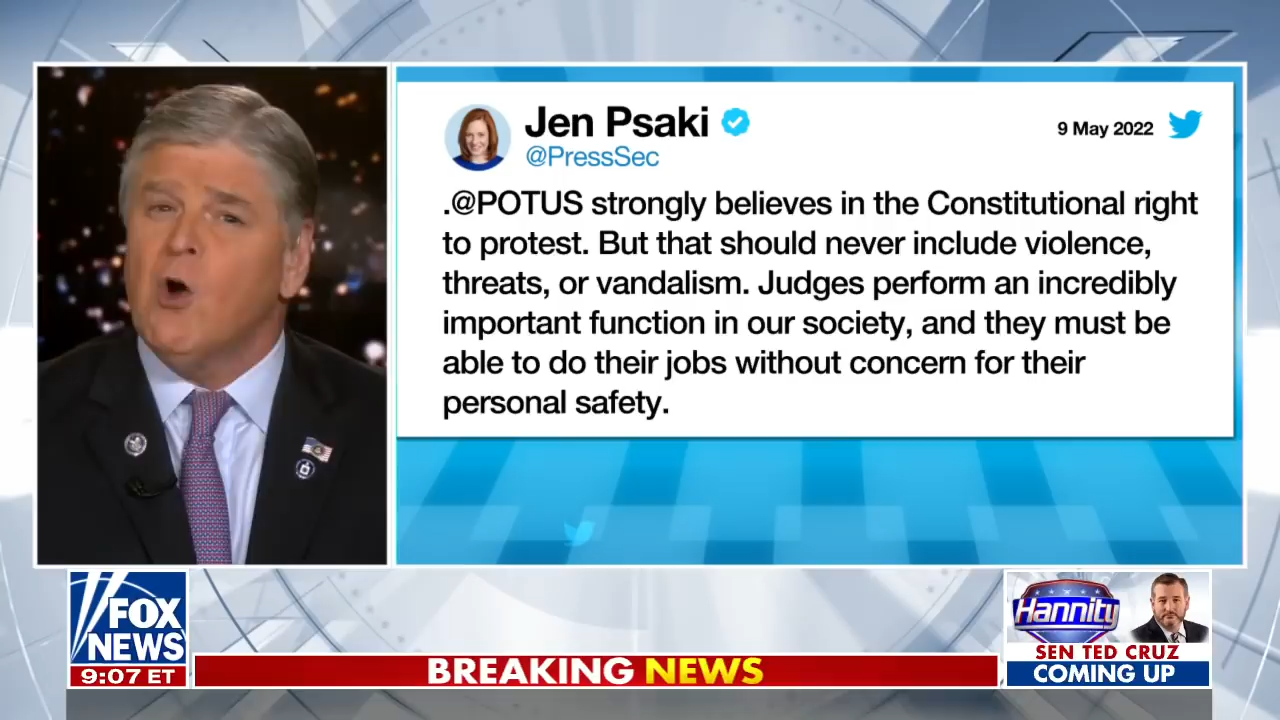 Jen Psaki
@PressSec
9 May 2022
.@POTUS strongly believes in the Constitutional right
to protest. But that should never include violence,
threats, or vandalism. Judges perform an incredibly
important function in our society, and they must be
able to do their jobs without concern for their
personal safety.
FOX
NEWS
9:07 ET
BREAKING NEWS
Hannity
SEN TED CRUZ
COMING UP